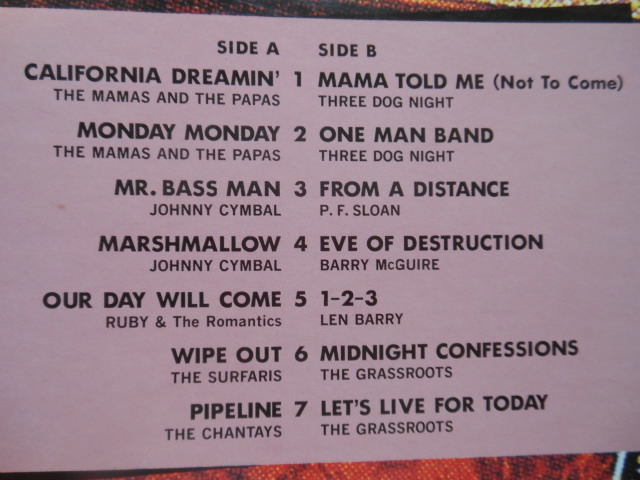 SIDE A SIDE B
CALIFORNIA DREAMIN' 1 MAMA TOLD ME (Not To Come)
THE MAMAS AND THE PAPAS THREE DOG NIGHT
MONDAY MONDAY 2 ONE MAN BAND
THE MAMAS AND THE PAPAS THREE DOG NIGHT
MR. BASS MAN 3 FROM A DISTANCE
JOHNNY CYMBAL P. F. SLOAN
MARSHMALLOW 4 EVE OF DESTRUCTION
JOHNNY CYMBAL BARRY McGUIRE
OUR DAY WILL COME 5 1-2-3
RUBY & The Romantics LEN BARRY
WIPE OUT 6 MIDNIGHT CONFESSIONS
THE SURFARIS THE GRASSROOTS
PIPELINE 7 LET'S LIVE FOR TODAY
THE CHANTAYS THE GRASSROOTS